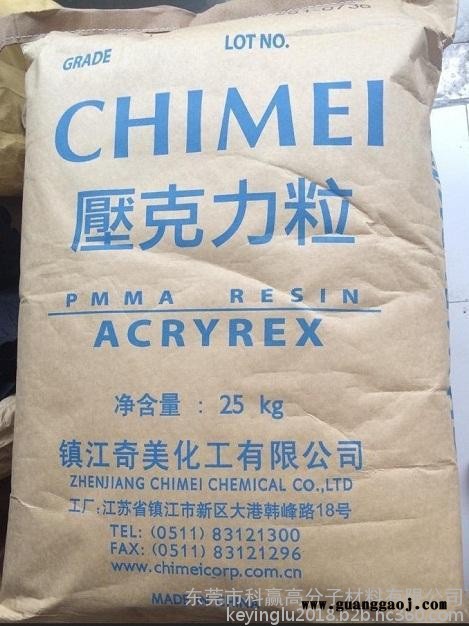 GRADE
LOT NO.
CHIMEI
壓克力粒
PMMA RESIN
ACRYREX
净含量 : 25 kg
镇江奇美化工有限公司
ZHENJIANG CHIMEI CHEMICAL CO.,LTD
工厂:江苏省镇江市新区大港韩峰路18号
TEL: (0511) 83121300
FAX: (0511) 83121296
www.chimeicorp.com.cn
东莞市科赢高分子材料有限公司
www.guanggaoj.com